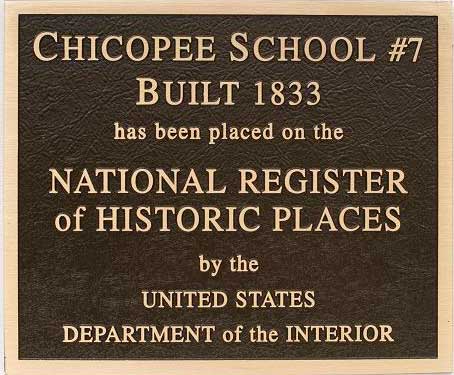 CHICOPEE SCHOOL #7
BUILT 1833
has been placed on the
NATIONAL REGISTER
of HISTORIC PLACES
by the
UNITED STATES
DEPARTMENT of the INTERIOR